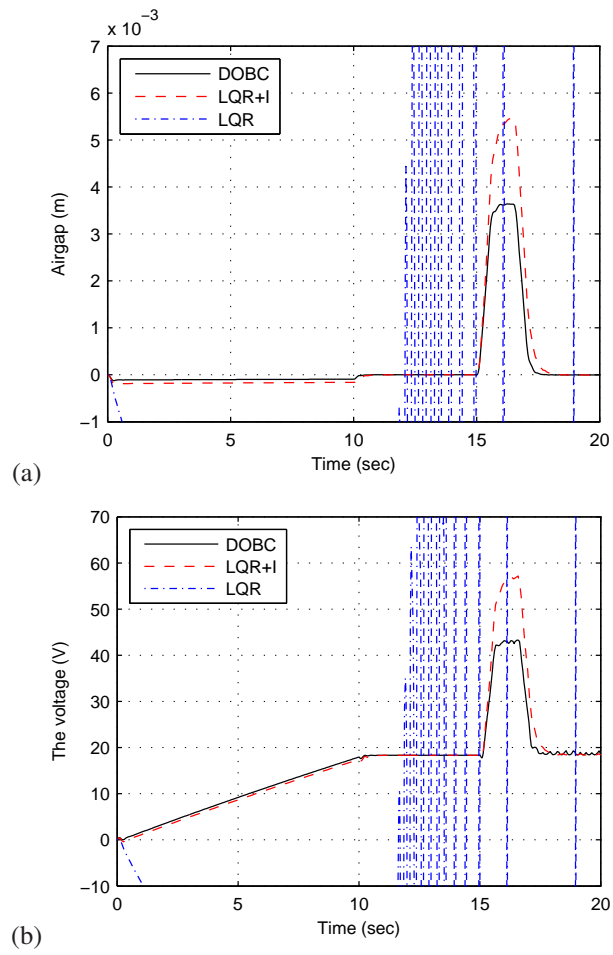 x 10−3
7
6
5
4
3
2
1
0
−1
Airgap (m)
DOBC
LQR+I
LQR
0 5 10 15 20
Time (sec)
(a)
70
60
50
40
30
20
10
0
−10
The voltage (V)
DOBC
LQR+I
LQR
0 5 10 15 20
Time (sec)
(b)